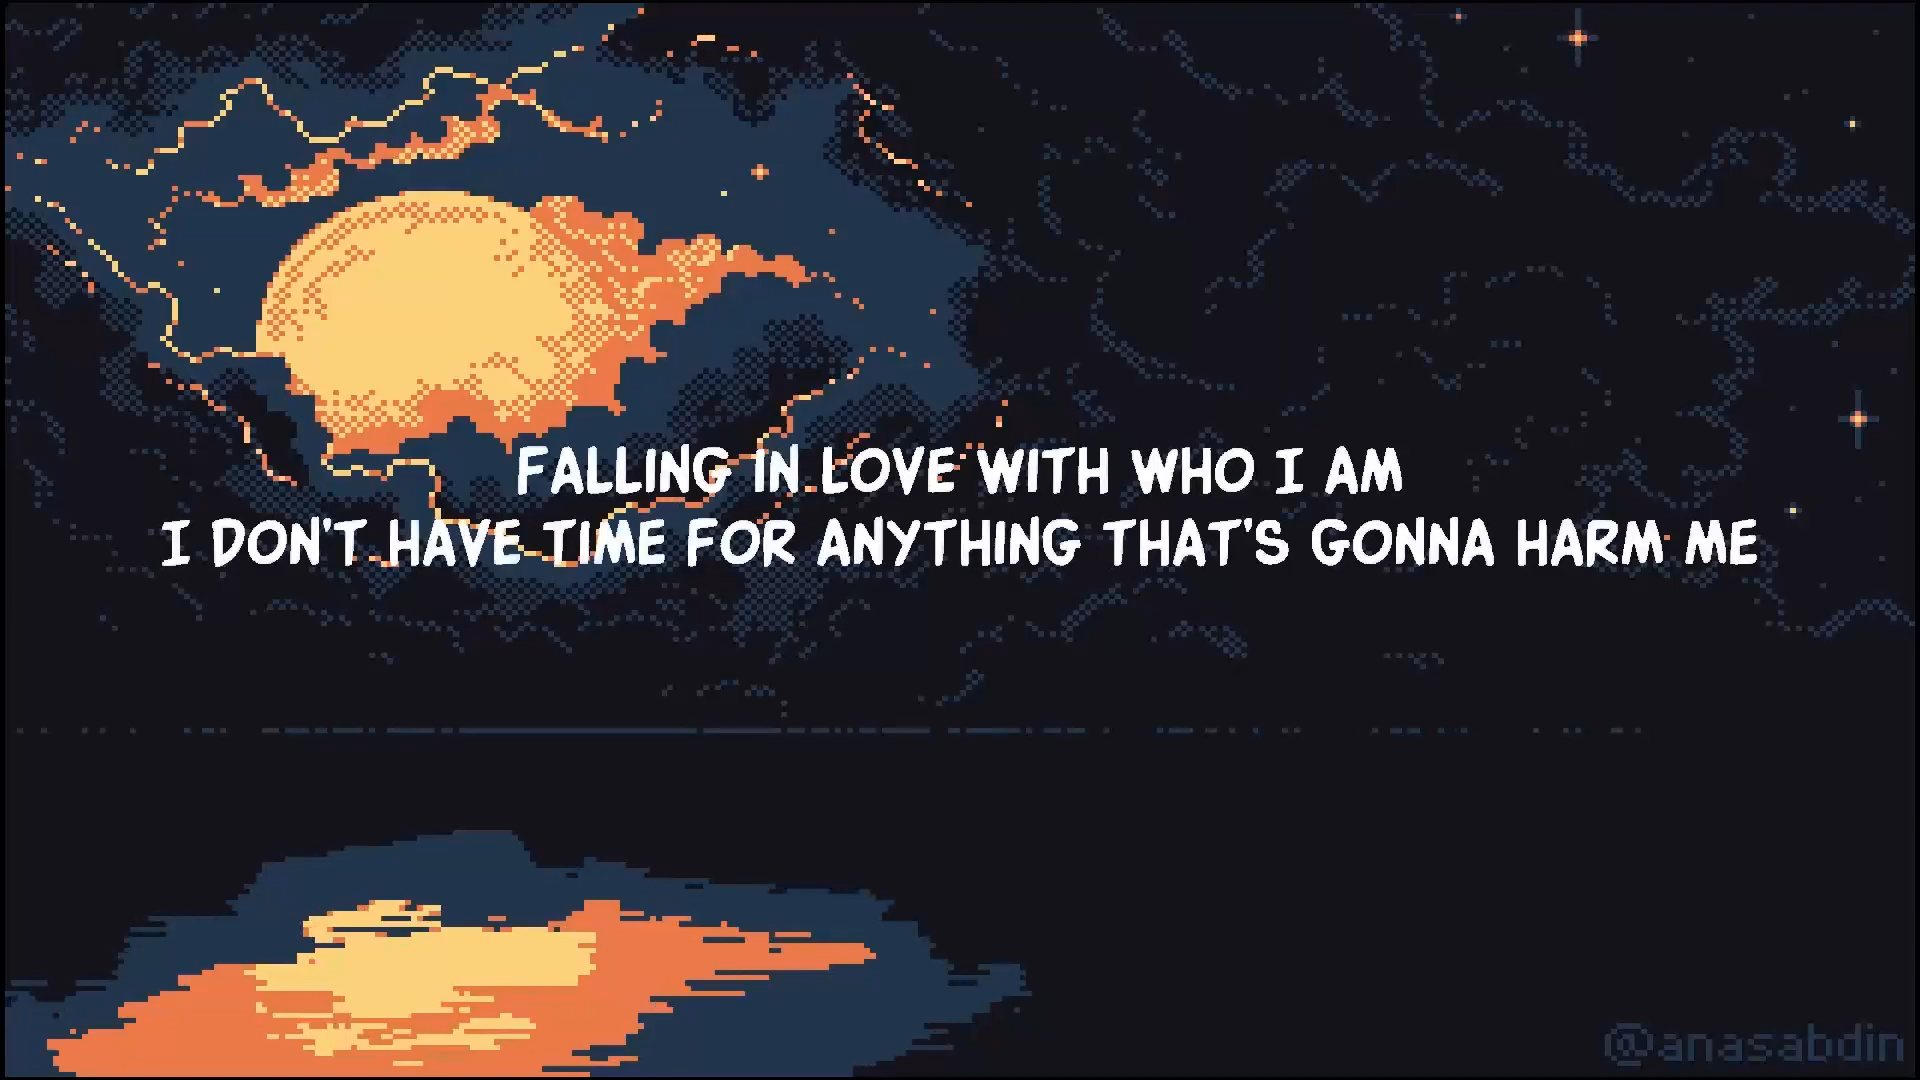 FALLING IN LOVE WITH WHO I AM
I DON'T HAVE TIME FOR ANYTHING THAT'S GONNA HARM ME
@anasabdin